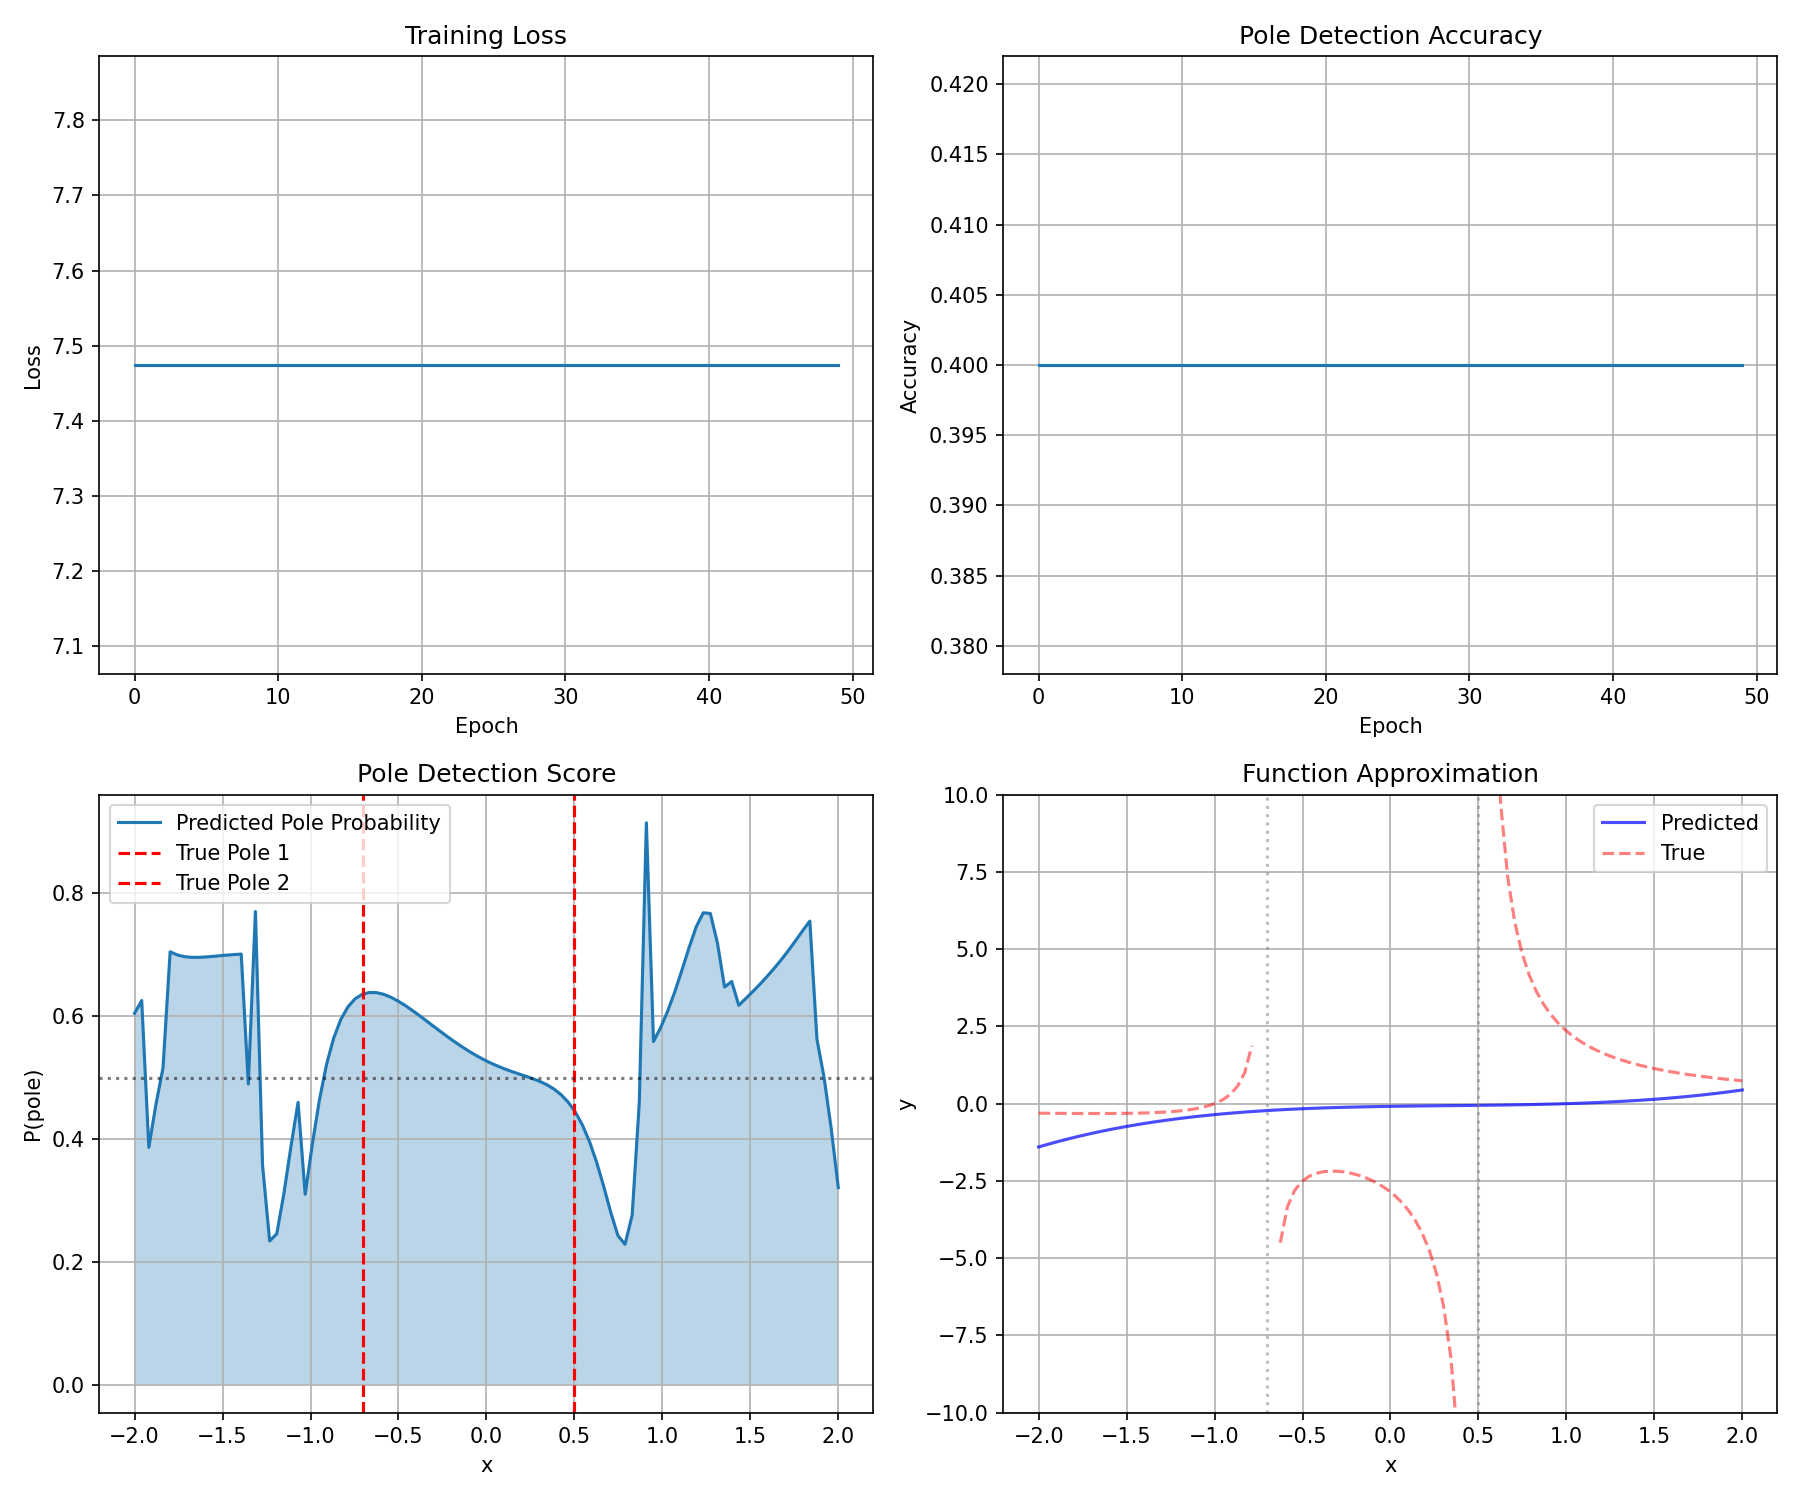 Training Loss
7.8
7.7
7.6
7.5
7.4
7.3
7.2
7.1
Loss
0 10 20 30 40 50
Epoch
Pole Detection Accuracy
0.420
0.415
0.410
0.405
0.400
0.395
0.390
0.385
0.380
Accuracy
0 10 20 30 40 50
Epoch
Pole Detection Score
Predicted Pole Probability
True Pole 1
True Pole 2
0.8
0.6
0.4
0.2
0.0
P(pole)
−2.0 −1.5 −1.0 −0.5 0.0 0.5 1.0 1.5 2.0
x
Function Approximation
Predicted
True
10.0
7.5
5.0
2.5
0.0
−2.5
−5.0
−7.5
−10.0
y
−2.0 −1.5 −1.0 −0.5 0.0 0.5 1.0 1.5 2.0
x